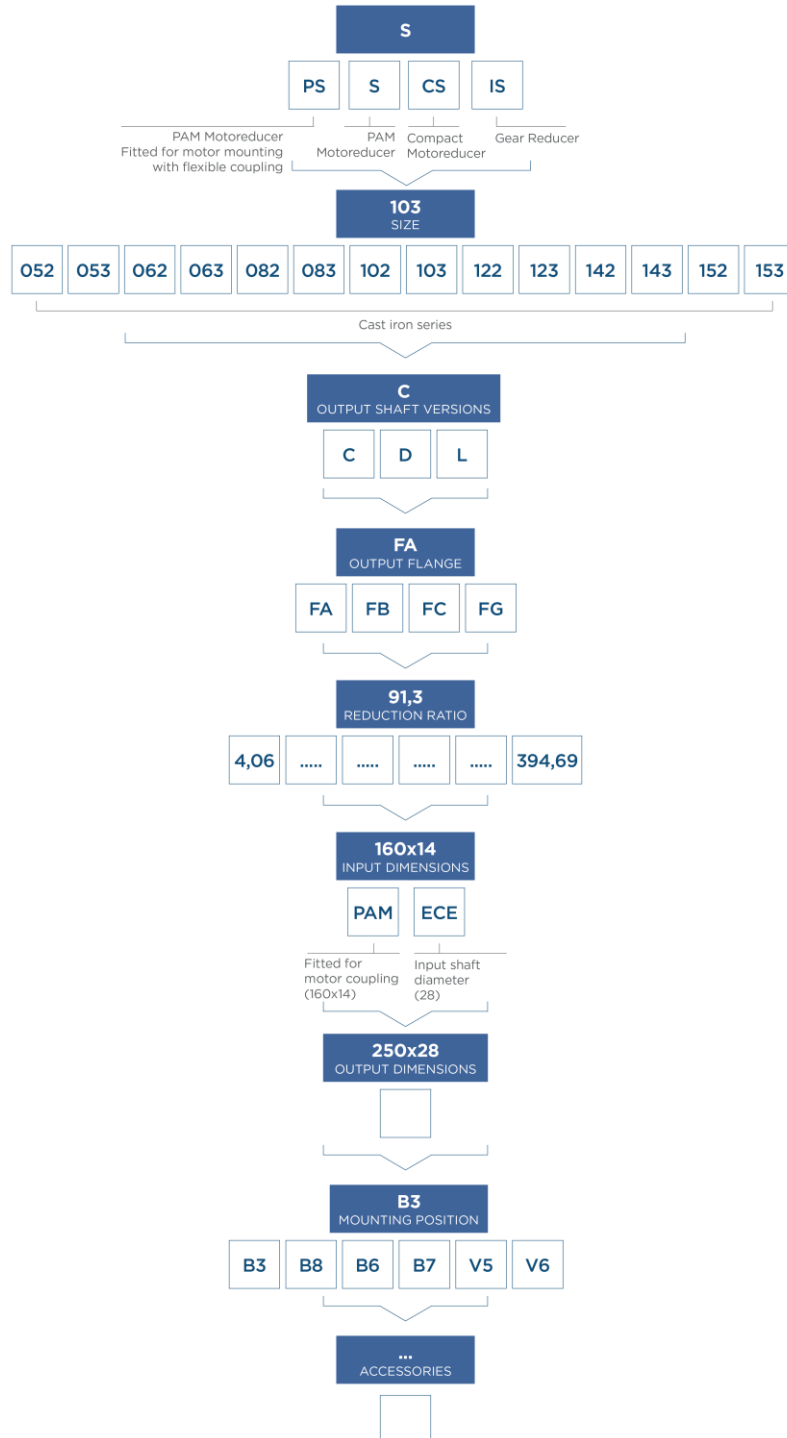 S
PS S CS IS
PAM Motoreducer
Fitted for motor mounting
with flexible coupling
PAM
Motoreducer
Compact
Motoreducer
Gear Reducer
103
SIZE
052 053 062 063 082 083 102 103 122 123 142 143 152 153
Cast iron series
C
OUTPUT SHAFT VERSIONS
C D L
FA
OUTPUT FLANGE
FA FB FC FG
91,3
REDUCTION RATIO
4,06 ..... ..... ..... ..... 394,69
160x14
INPUT DIMENSIONS
PAM ECE
Fitted for
motor coupling
(160x14)
Input shaft
diameter
(28)
250x28
OUTPUT DIMENSIONS
B3
MOUNTING POSITION
B3 B8 B6 B7 V5 V6
...
ACCESSORIES